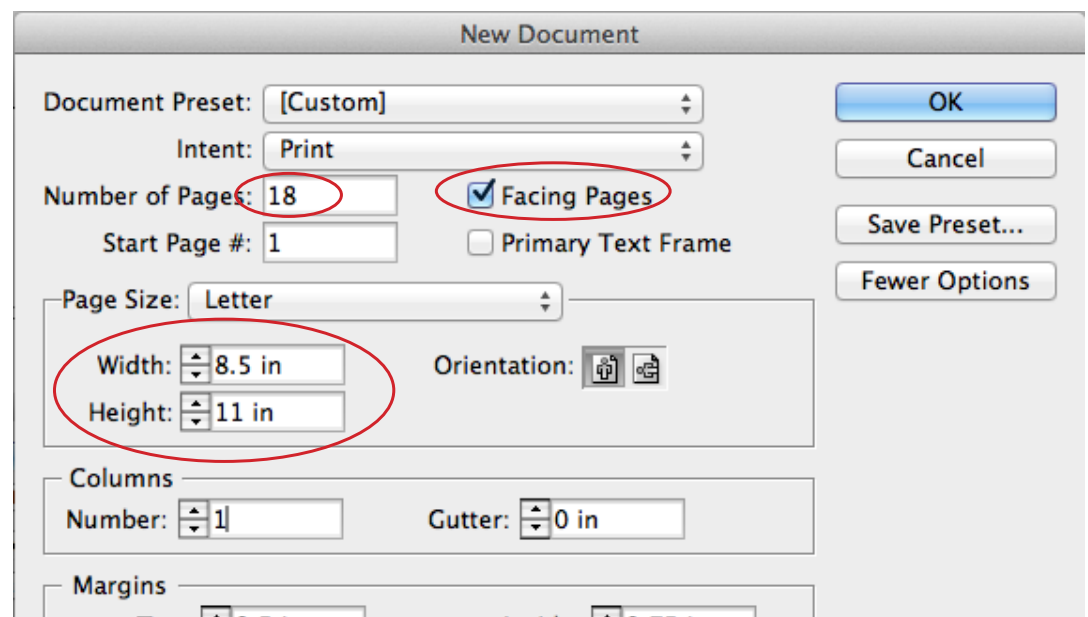 New Document
Document Preset: [Custom]
OK
Intent: Print
Cancel
Number of Pages: 18
Facing Pages
Start Page #: 1
Primary Text Frame
Save Preset...
Fewer Options
Page Size: Letter
Width: 8.5 in
Orientation:
Height: 11 in
Columns
Number: 1
Gutter: 0 in
Margins